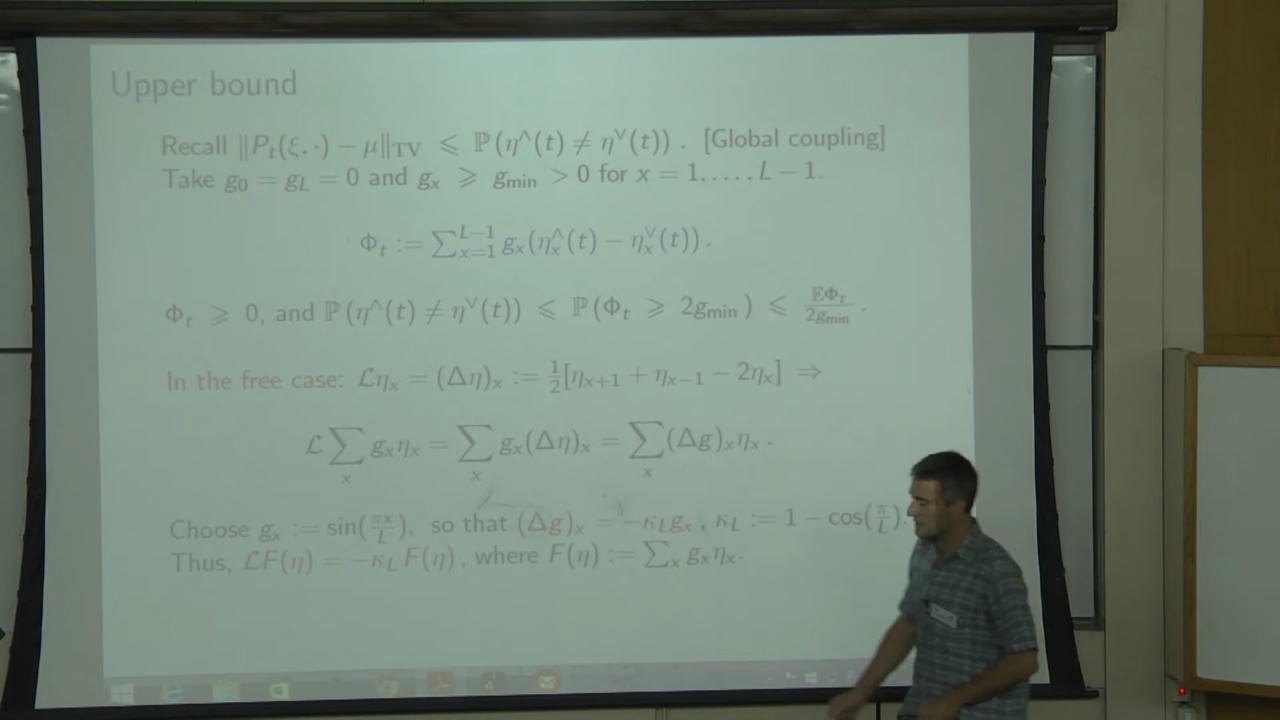 Upper bound
Recall ‖P_t(ξ,·) − μ‖_TV ⩽ ℙ(η^∧(t) ≠ η^∨(t)) . [Global coupling]
Take g_0 = g_L = 0 and g_x ⩾ g_min > 0 for x = 1, . . . , L − 1.
Φ_t := ∑_{x=1}^{L−1} g_x(η_x^∧(t) − η_x^∨(t)) .
Φ_t ⩾ 0, and ℙ(η^∧(t) ≠ η^∨(t)) ⩽ ℙ(Φ_t ⩾ 2g_min) ⩽ 𝔼Φ_t / 2g_min .
In the free case: ℒη_x = (Δη)_x := ½[η_{x+1} + η_{x−1} − 2η_x] ⇒
ℒ ∑_x g_xη_x = ∑_x g_x(Δη)_x = ∑_x (Δg)_xη_x .
Choose g_x := sin(πx/L), so that (Δg)_x = −κ_L g_x , κ_L := 1 − cos(π/L).
Thus, ℒF(η) = −κ_L F(η) , where F(η) := ∑_x g_xη_x.